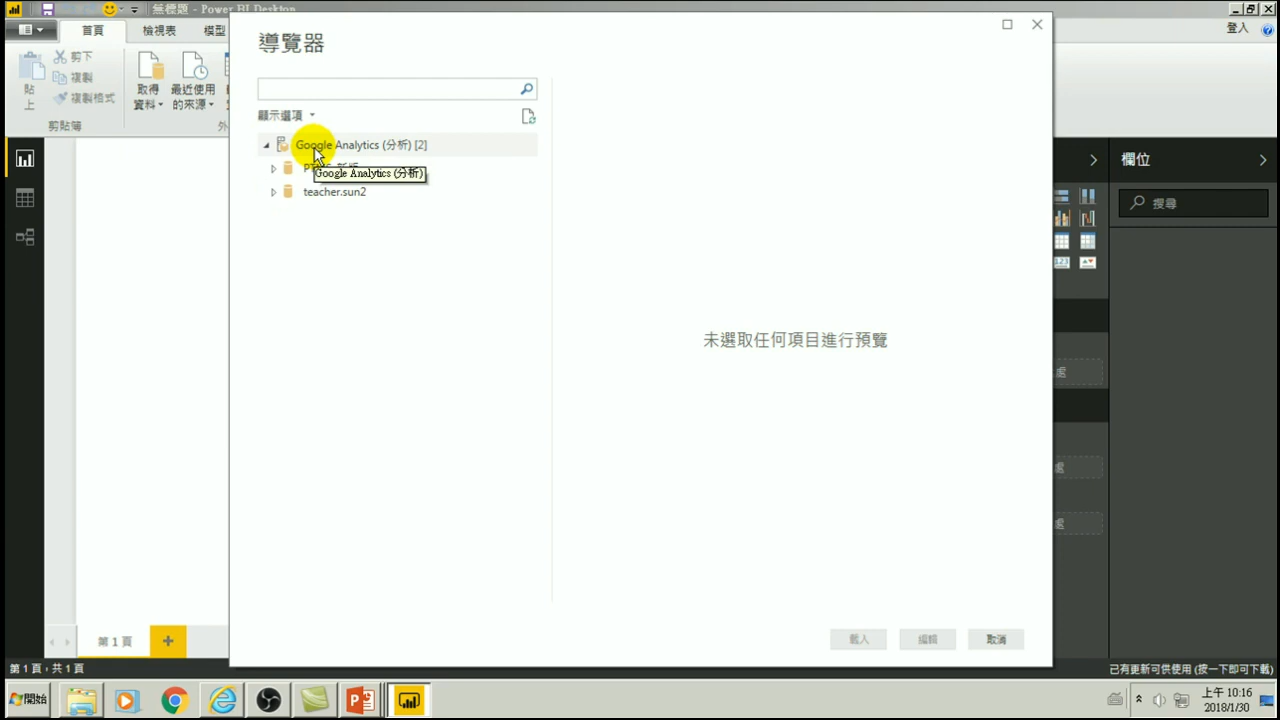 無標題 - Power BI Desktop
首頁
檢視表
模型
登入
貼上
剪下
複製
複製格式
剪貼簿
取得資料
最近使用的來源
導覽器
顯示選項
Google Analytics (分析) [2]
Google Analytics (分析)
teacher.sun2
未選取任何項目進行預覽
載入
編輯
取消
欄位
搜尋
123
處
處
處
第 1 頁
第 1 頁，共 1 頁
已有更新可供使用 (按一下即可下載)
開始
上午 10:16
2018/1/30